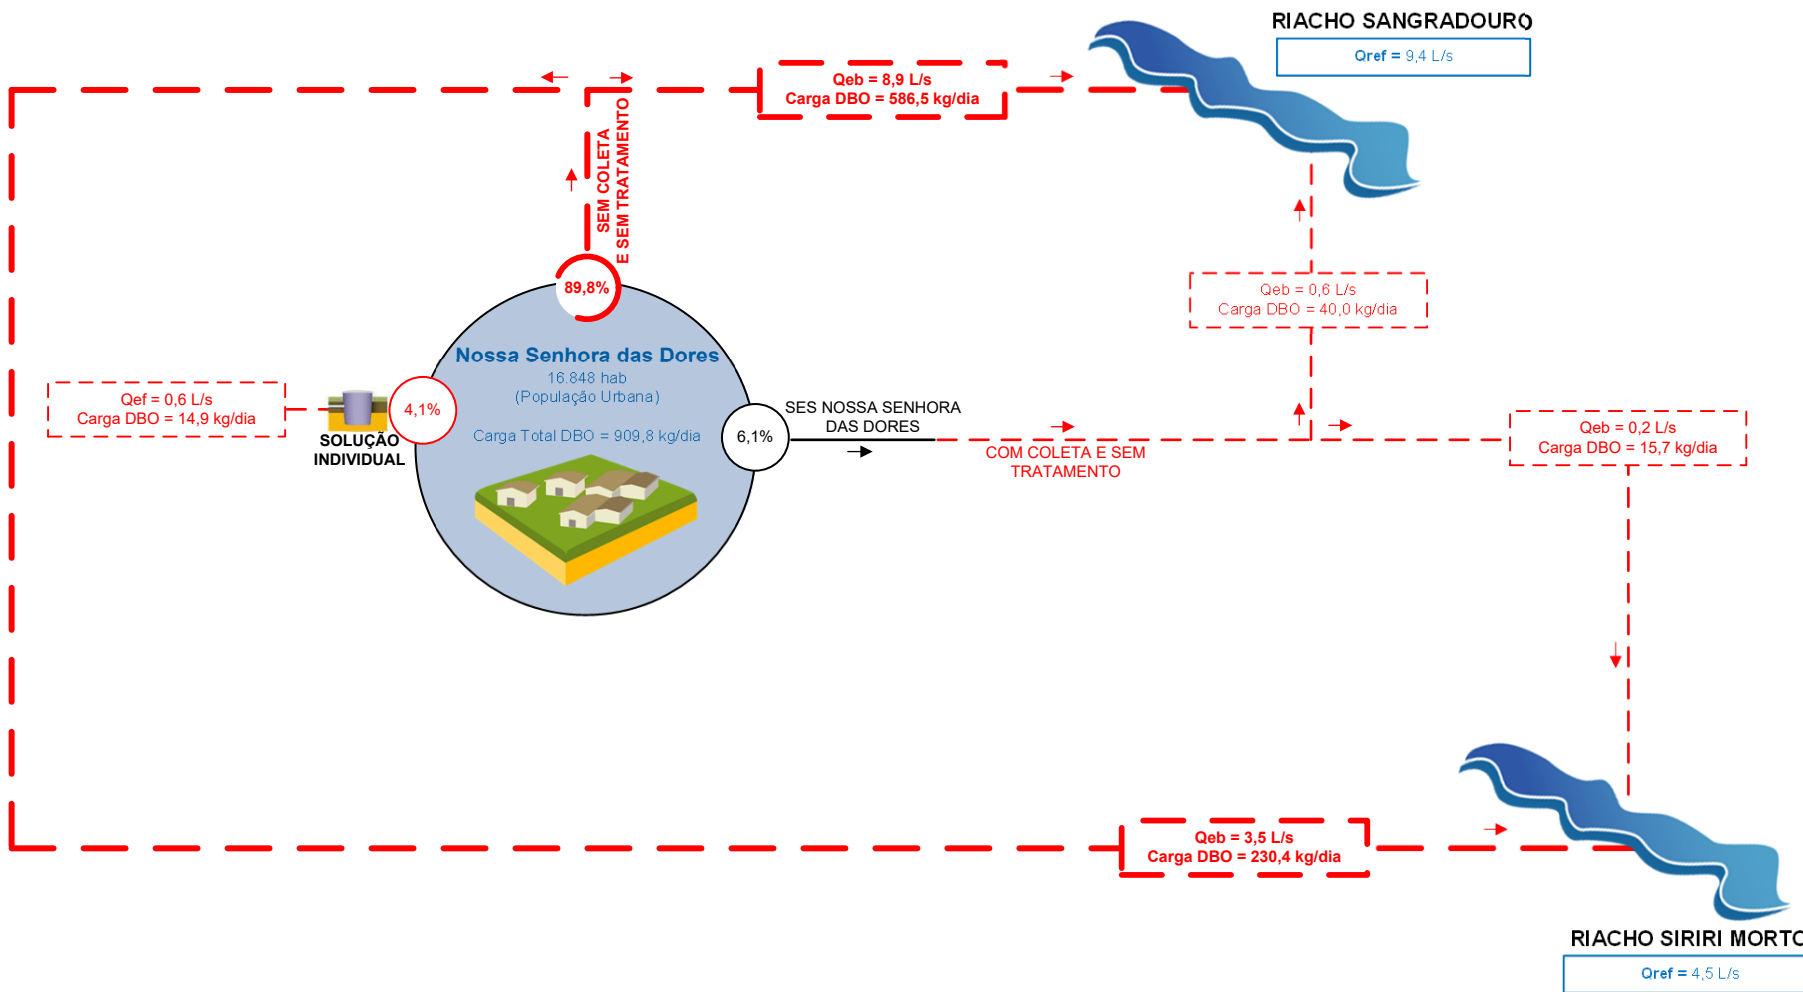 RIACHO SANGRADOURO
Qref = 9,4 L/s
Qeb = 8,9 L/s
Carga DBO = 586,5 kg/dia
SEM COLETA
E SEM TRATAMENTO
89,8%
Qeb = 0,6 L/s
Carga DBO = 40,0 kg/dia
Nossa Senhora das Dores
16.848 hab
(População Urbana)
Carga Total DBO = 909,8 kg/dia
Qef = 0,6 L/s
Carga DBO = 14,9 kg/dia
4,1%
SOLUÇÃO
INDIVIDUAL
6,1%
SES NOSSA SENHORA
DAS DORES
COM COLETA E SEM
TRATAMENTO
Qeb = 0,2 L/s
Carga DBO = 15,7 kg/dia
Qeb = 3,5 L/s
Carga DBO = 230,4 kg/dia
RIACHO SIRIRI MORTO
Qref = 4,5 L/s